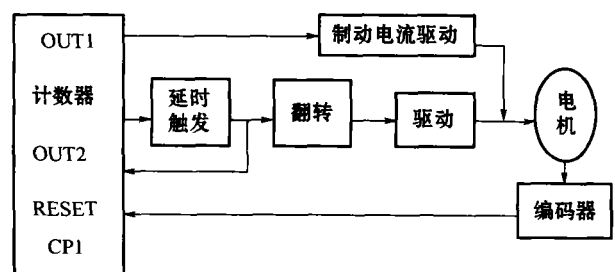 OUT1
制动电流驱动
计数器
延时
触发
翻转
驱动
电
机
OUT2
RESET
编码器
CP1